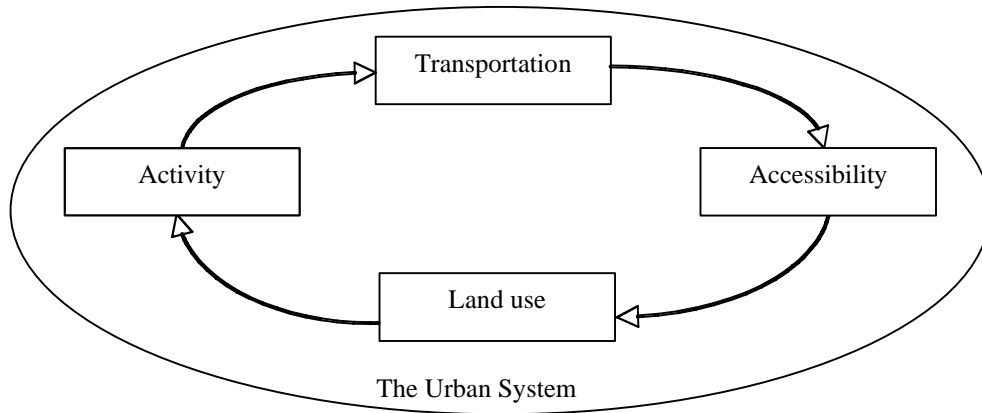 Transportation
Activity
Accessibility
Land use
The Urban System